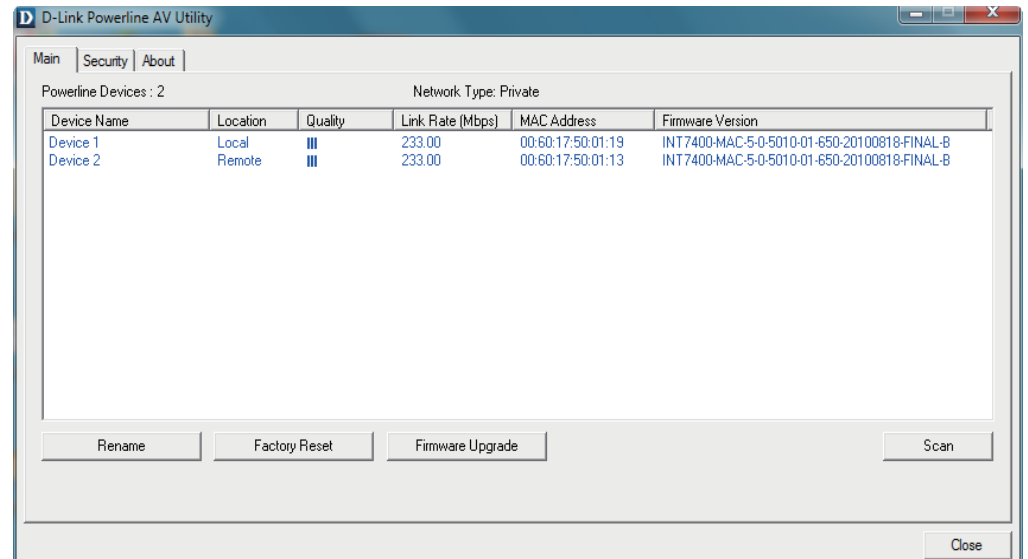 D-Link Powerline AV Utility
Main Security About
Powerline Devices : 2 Network Type: Private
Device Name Location Quality Link Rate (Mbps) MAC Address Firmware Version
Device 1 Local 233.00 00:60:17:50:01:19 INT7400-MAC-5-0-5010-01-650-20100818-FINAL-B
Device 2 Remote 233.00 00:60:17:50:01:13 INT7400-MAC-5-0-5010-01-650-20100818-FINAL-B
Rename Factory Reset Firmware Upgrade Scan
Close